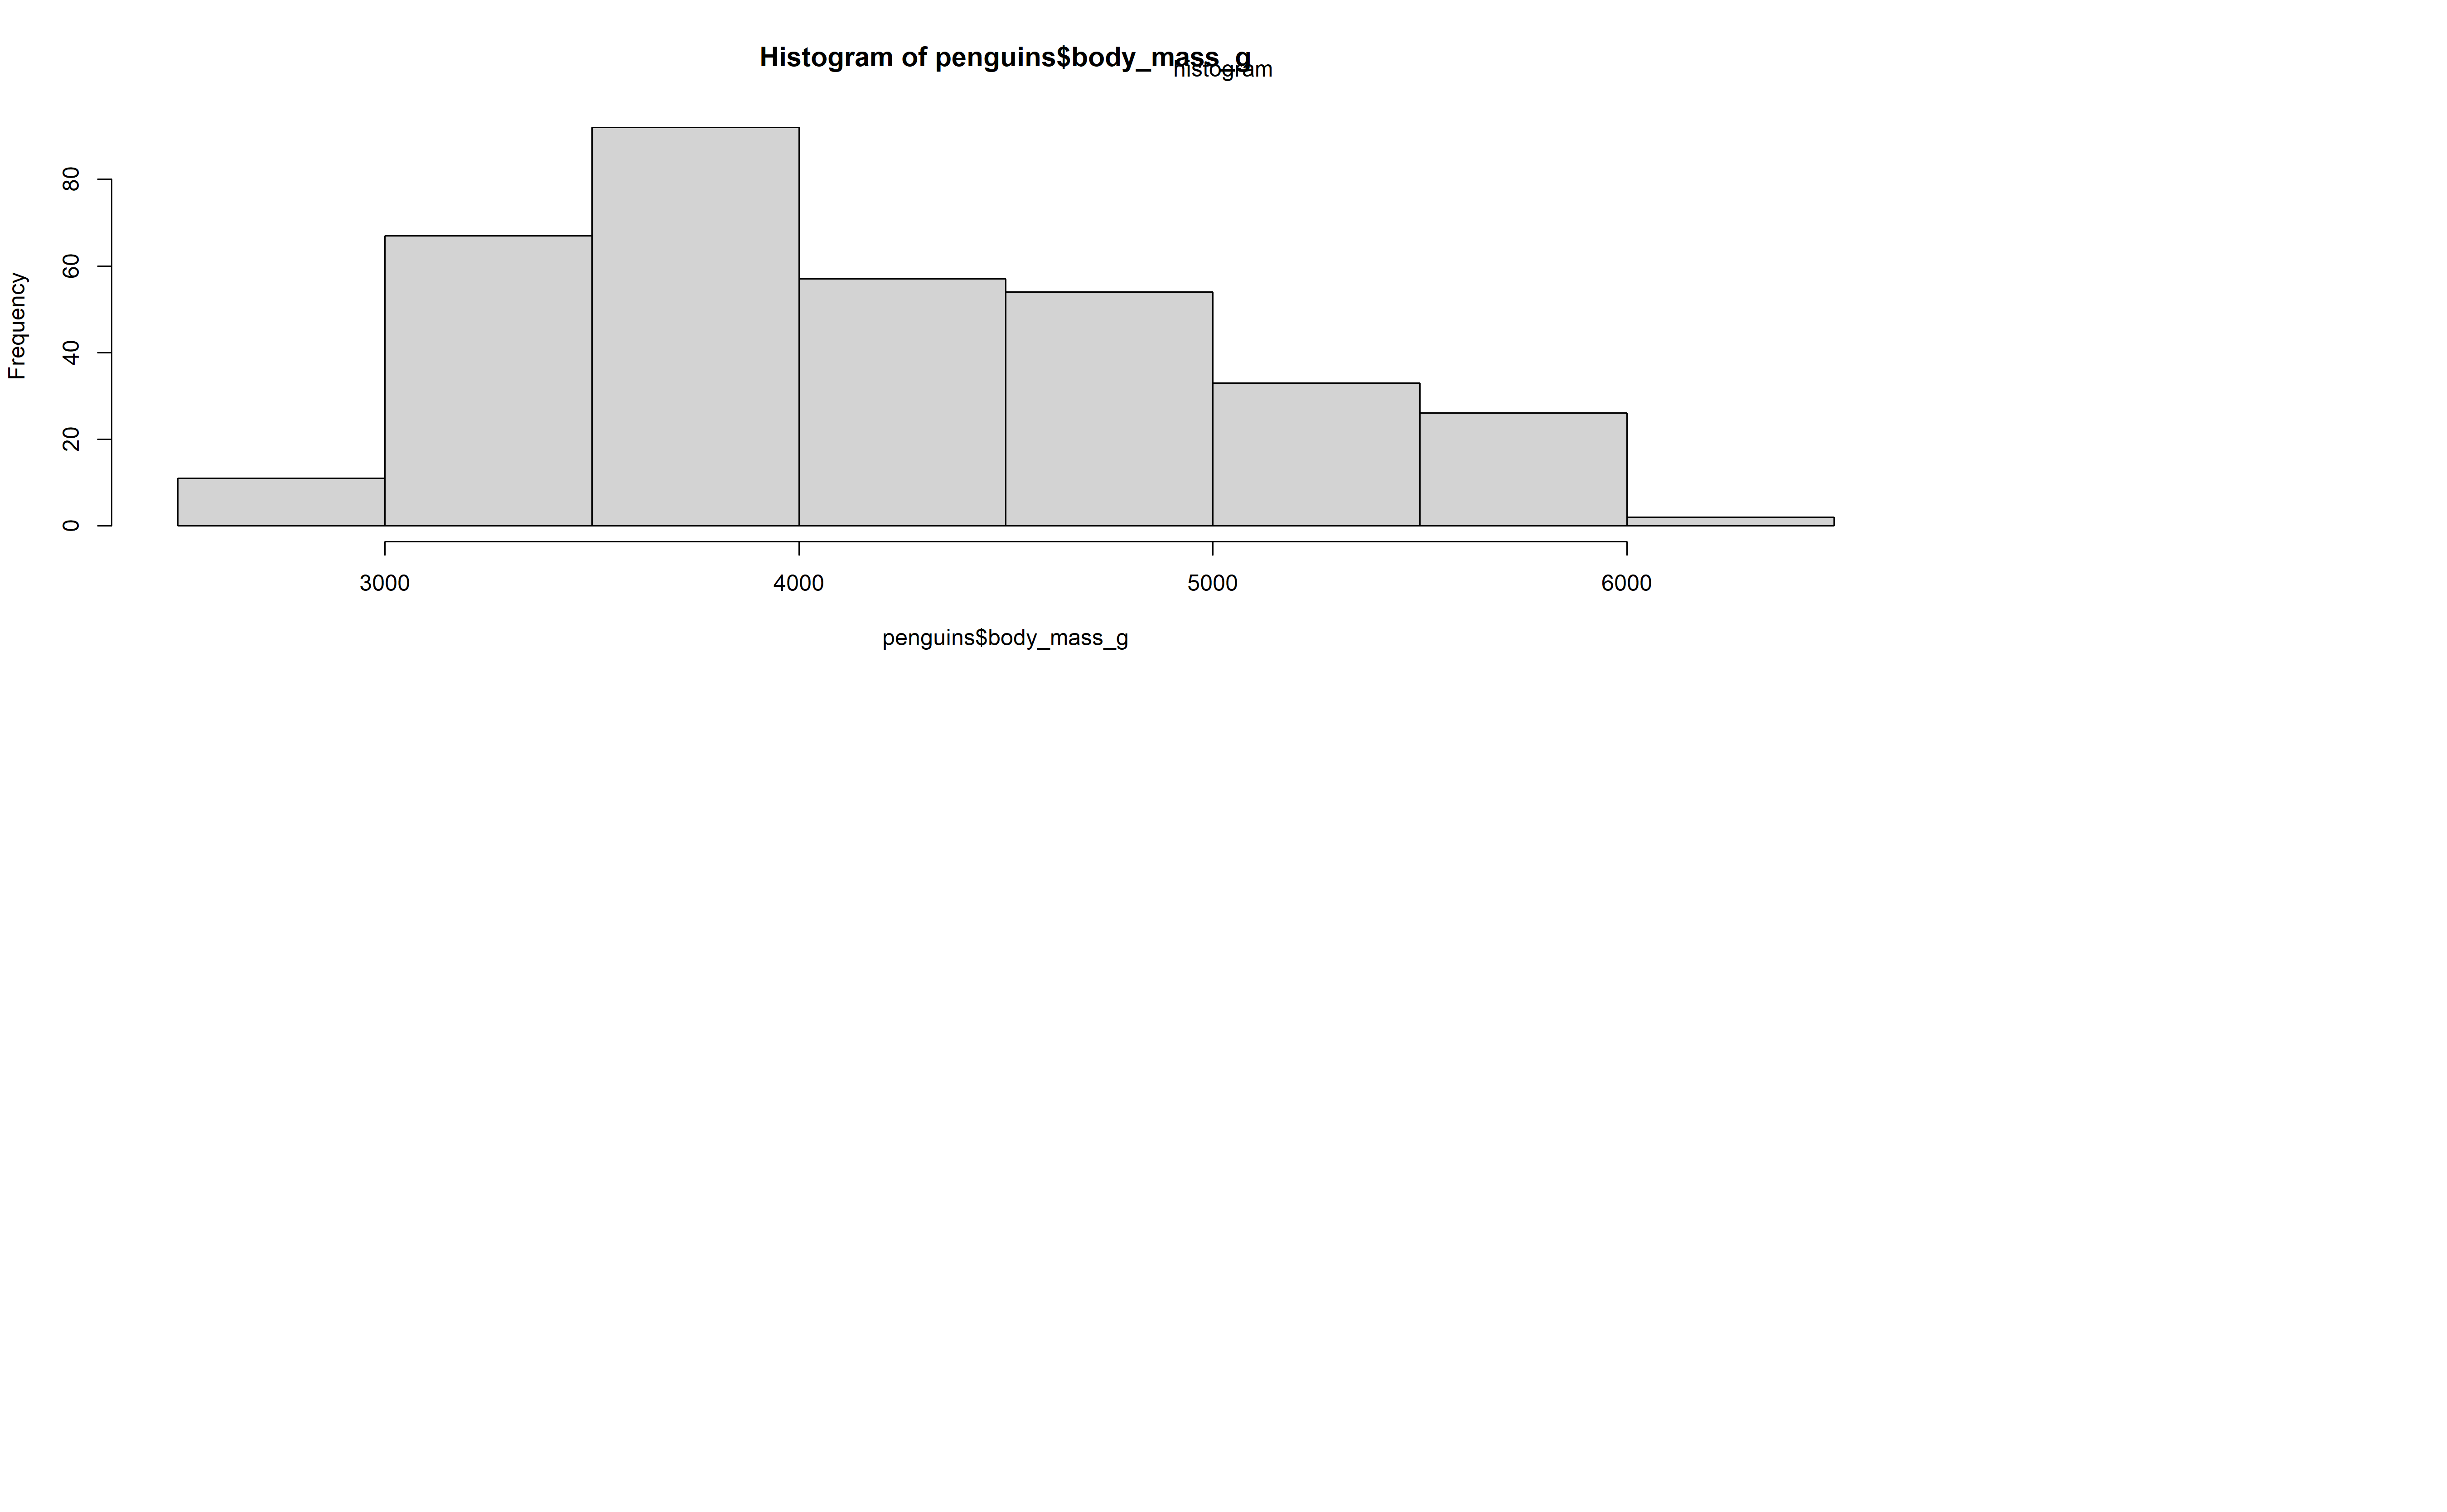 Histogram of penguins$body_mass_g
histogram
Frequency
80
60
40
20
0
3000 4000 5000 6000
penguins$body_mass_g